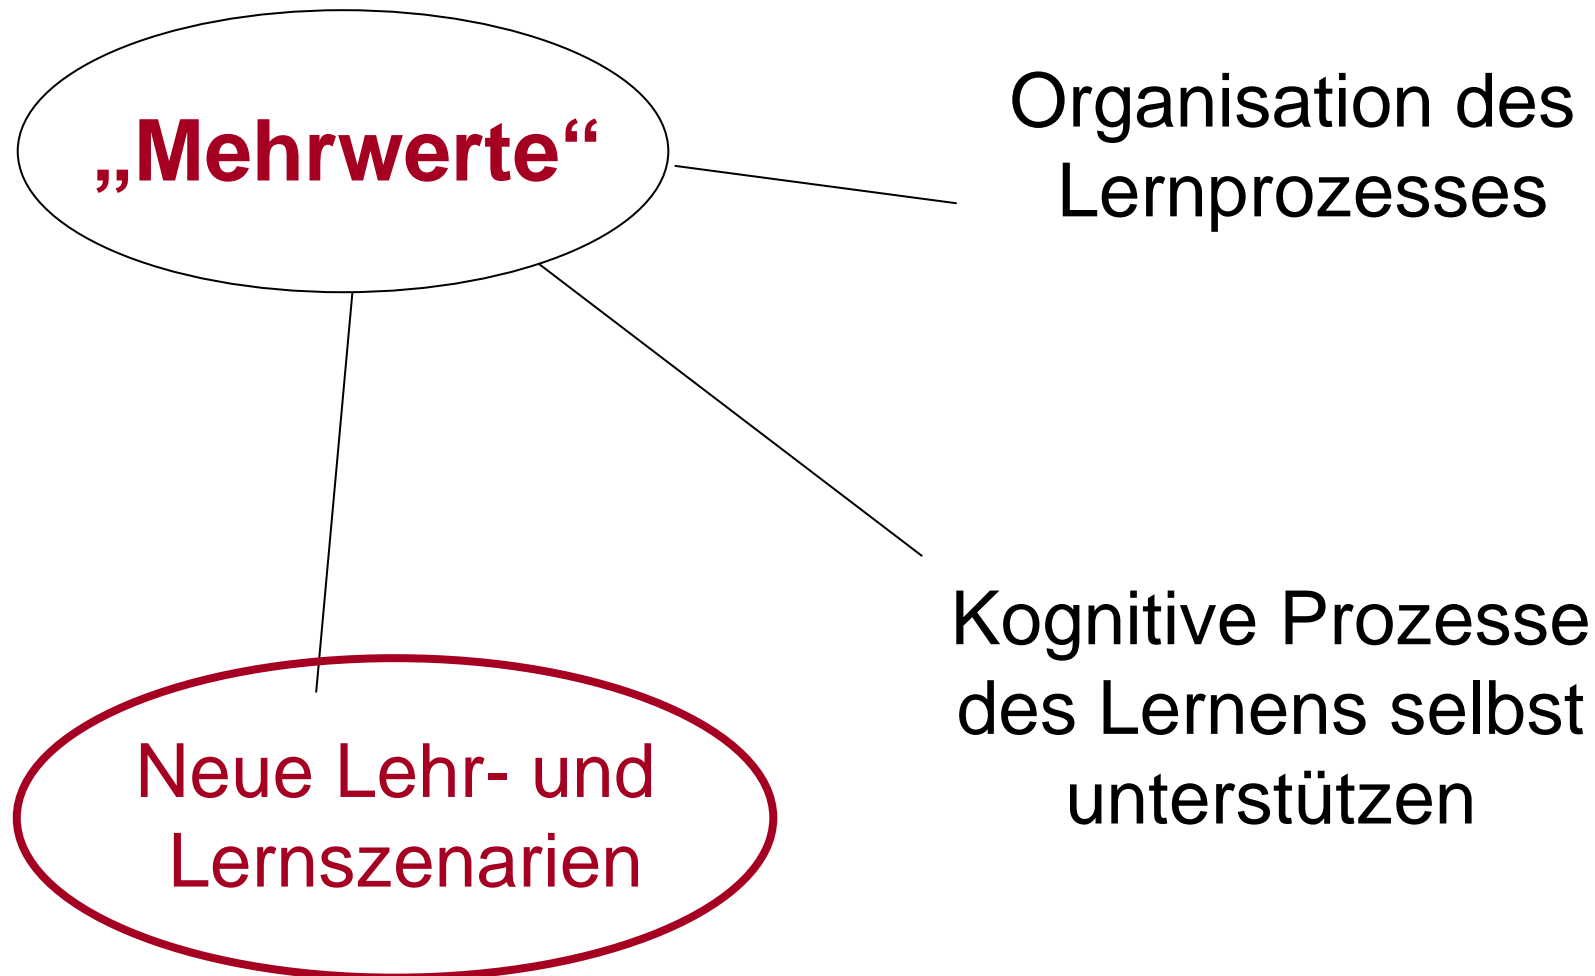 „Mehrwerte“
Organisation des
Lernprozesses
Kognitive Prozesse
des Lernens selbst
unterstützen
Neue Lehr- und
Lernszenarien